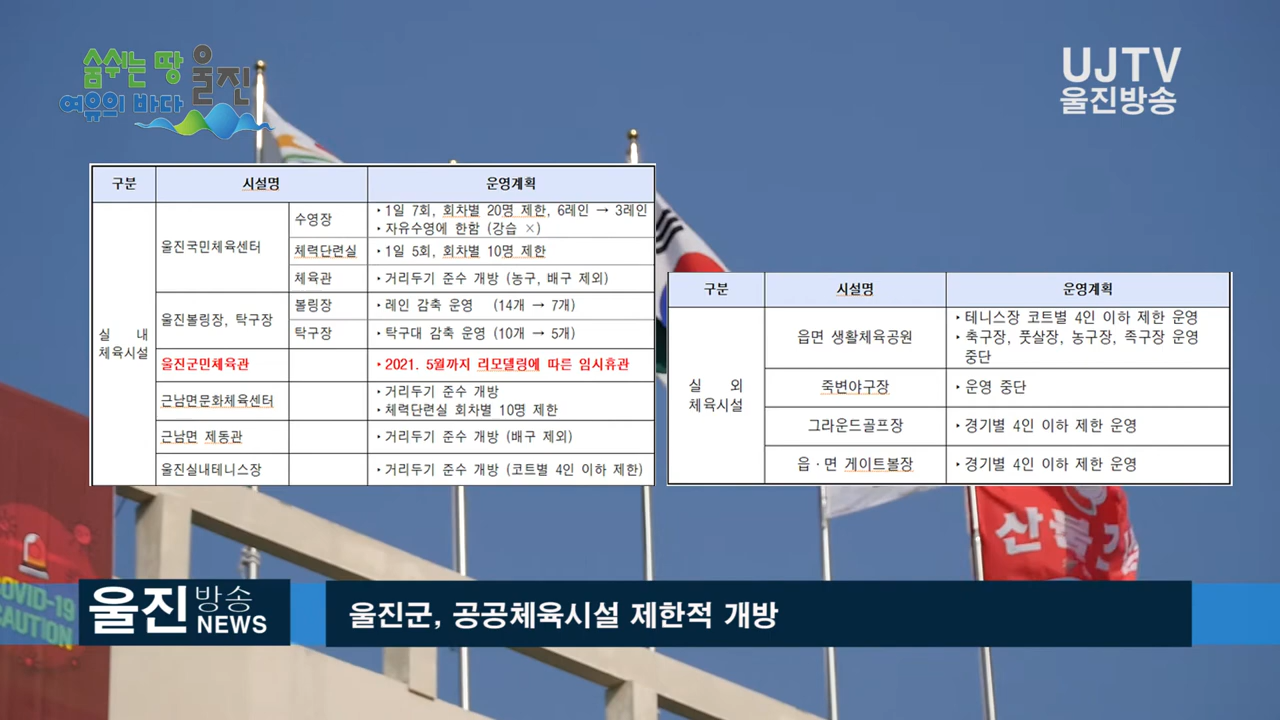 숨쉬는 땅 울진
여유의 바다
UJTV
울진방송
구분 시설명 운영계획
실 내
체육시설
울진국민체육센터
수영장
‣1일 7회, 회차별 20명 제한, 6레인 → 3레인
‣자유수영에 한함 (강습 ×)
체력단련실 ‣1일 5회, 회차별 10명 제한
체육관 ‣거리두기 준수 개방 (농구, 배구 제외)
울진볼링장, 탁구장
볼링장 ‣레인 감축 운영 (14개 → 7개)
탁구장 ‣탁구대 감축 운영 (10개 → 5개)
울진군민체육관 ‣2021. 5월까지 리모델링에 따른 임시휴관
근남면문화체육센터
‣거리두기 준수 개방
‣체력단련실 회차별 10명 제한
근남면 제동관 ‣거리두기 준수 개방 (배구 제외)
울진실내테니스장 ‣거리두기 준수 개방 (코트별 4인 이하 제한)
구분 시설명 운영계획
실 외
체육시설
읍면 생활체육공원
‣테니스장 코트별 4인 이하 제한 운영
‣축구장, 풋살장, 농구장, 족구장 운영
중단
죽변야구장 ‣운영 중단
그라운드골프장 ‣경기별 4인 이하 제한 운영
읍·면 게이트볼장 ‣경기별 4인 이하 제한 운영
COVID-19
CAUTION
울진 방송
NEWS
울진군, 공공체육시설 제한적 개방